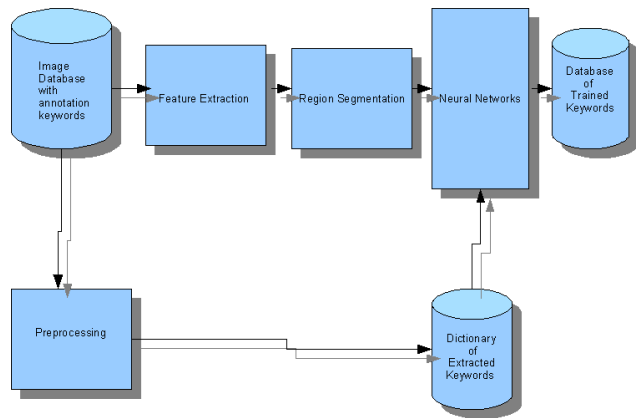 Image
Database
with
annotation
keywords
Feature Extraction
Region Segmentation
Neural Networks
Database
of
Trained
Keywords
Preprocessing
Dictionary
of
Extracted
Keywords